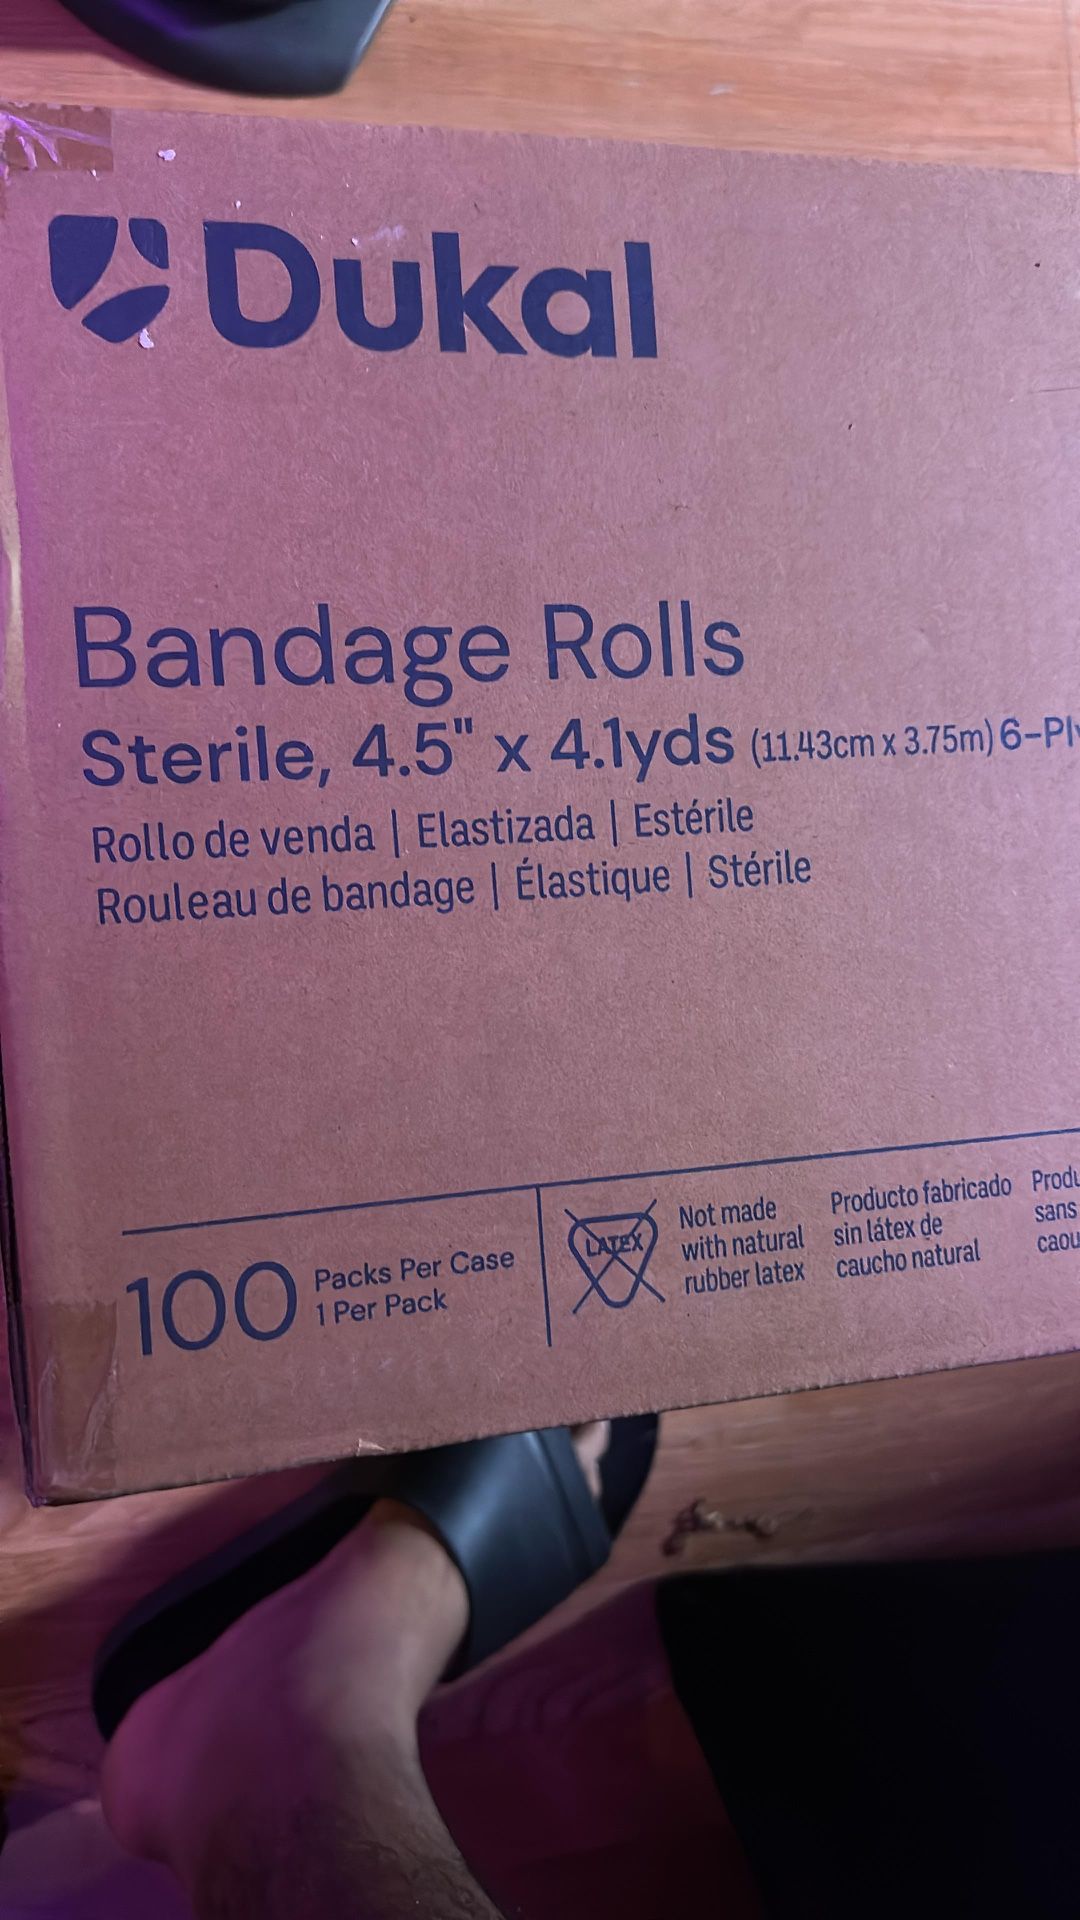 Dukal
Bandage Rolls
Sterile, 4.5" x 4.1yds (11.43cm x 3.75m) 6-Ply
Rollo de venda | Elastizada | Estérile
Rouleau de bandage | Élastique | Stérile
100 Packs Per Case
1 Per Pack
LATEX
Not made
with natural
rubber latex
Producto fabricado
sin látex de
caucho natural
sans